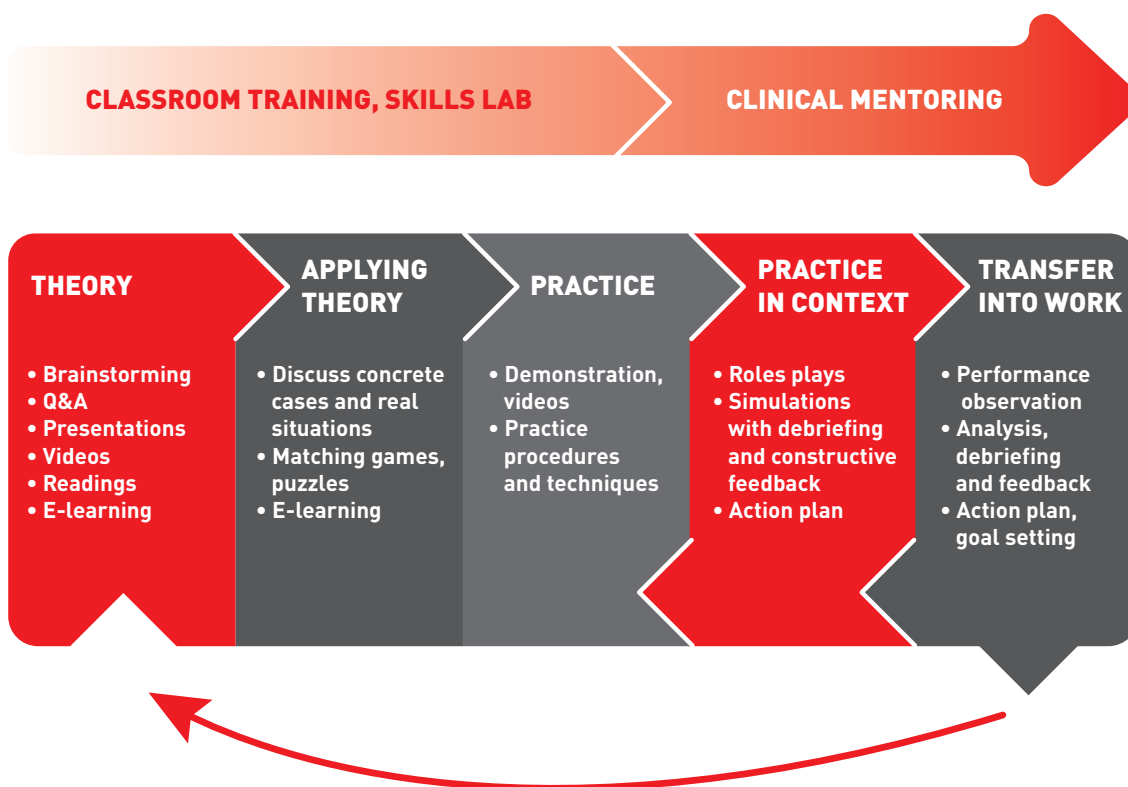 CLASSROOM TRAINING, SKILLS LAB
CLINICAL MENTORING
THEORY
• Brainstorming
• Q&A
• Presentations
• Videos
• Readings
• E-learning
APPLYING
THEORY
• Discuss concrete
cases and real
situations
• Matching games,
puzzles
• E-learning
PRACTICE
• Demonstration,
videos
• Practice
procedures
and techniques
PRACTICE
IN CONTEXT
• Roles plays
• Simulations
with debriefing
and constructive
feedback
• Action plan
TRANSFER
INTO WORK
• Performance
observation
• Analysis,
debriefing
and feedback
• Action plan,
goal setting